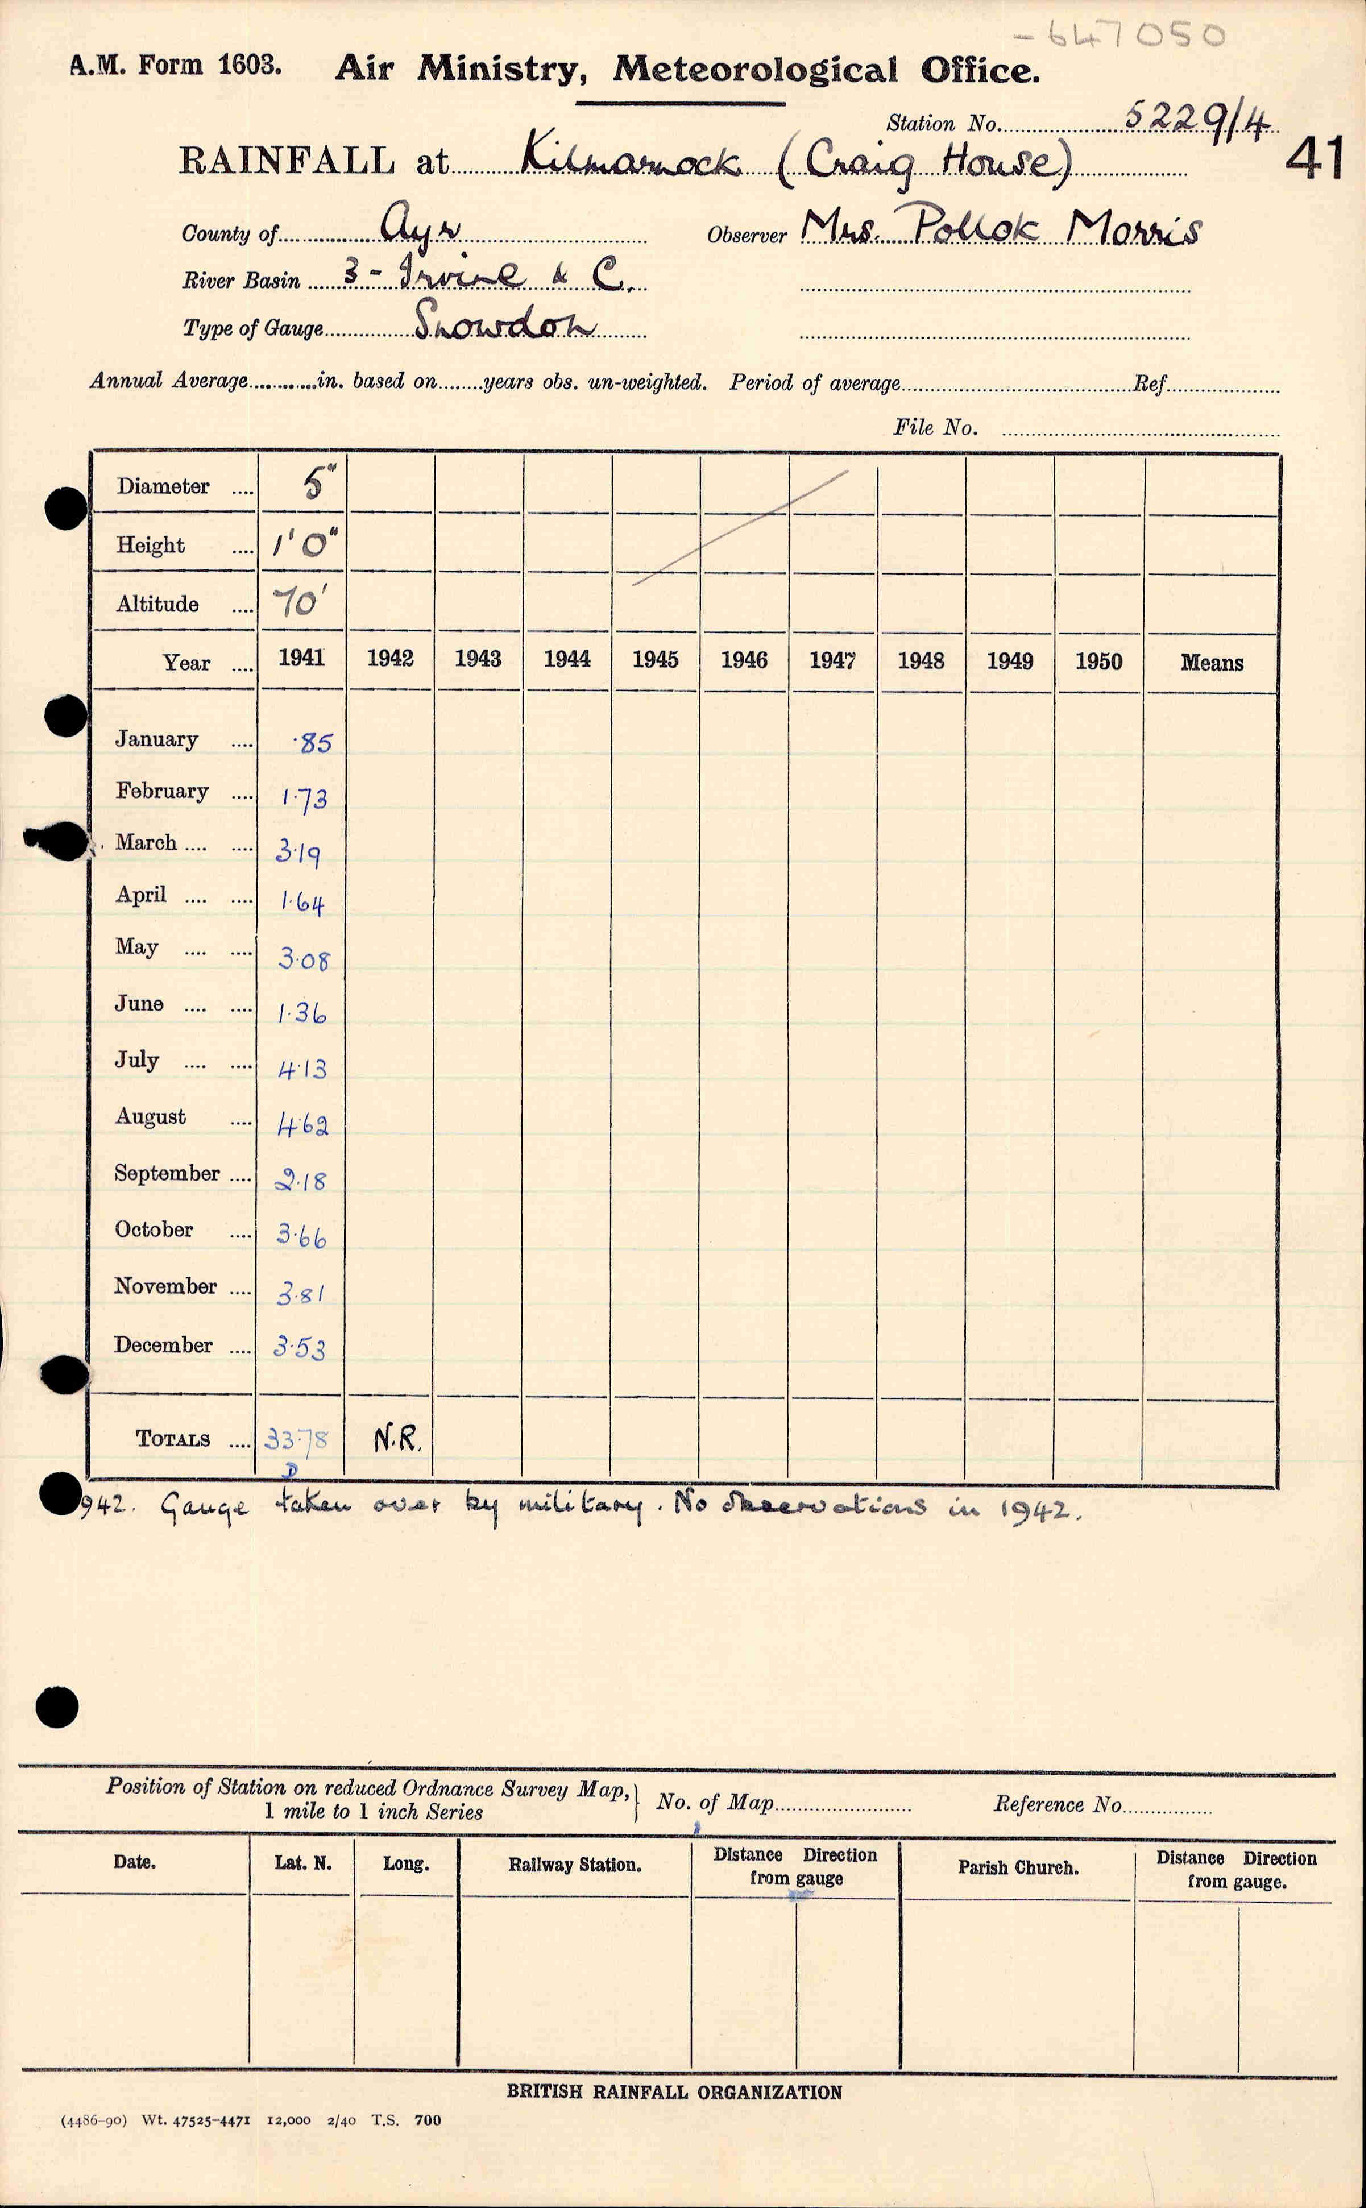 -647050
A.M. Form 1603. Air Ministry, Meteorological Office.
Station No. 5229/4
RAINFALL at Kilmarnock (Craig House) 41
County of Ayr Observer Mrs. Pollok Morris
River Basin 3 - Irvine & C.
Type of Gauge Snowdon
Annual Average in. based on years obs. un-weighted. Period of average Ref
File No.
Diameter .... 5"
Height .... 1'0"
Altitude .... 70'
Year .... 1941 1942 1943 1944 1945 1946 1947 1948 1949 1950 Means
January .... ·85
February .... 1·73
March .... .... 3·19
April .... .... 1·64
May .... .... 3·08
June .... .... 1·36
July .... .... 4·13
August .... 4·62
September .... 2·18
October .... 3·66
November .... 3·81
December .... 3·53
TOTALS .... 33·78 N.R.
D
942. Gauge taken over by military. No observations in 1942.
Position of Station on reduced Ordnance Survey Map, } No. of Map Reference No.
1 mile to 1 inch Series
Date. Lat. N. Long. Railway Station. Distance Direction from gauge Parish Church. Distance Direction from gauge.
BRITISH RAINFALL ORGANIZATION
(4486-90) Wt. 47525-4471 12,000 2/40 T.S. 700